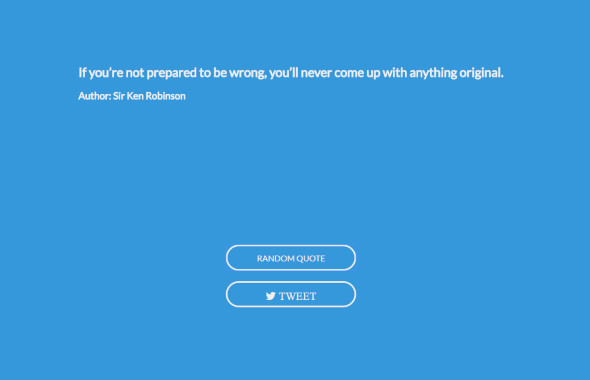 If you’re not prepared to be wrong, you’ll never come up with anything original.
Author: Sir Ken Robinson
RANDOM QUOTE
TWEET